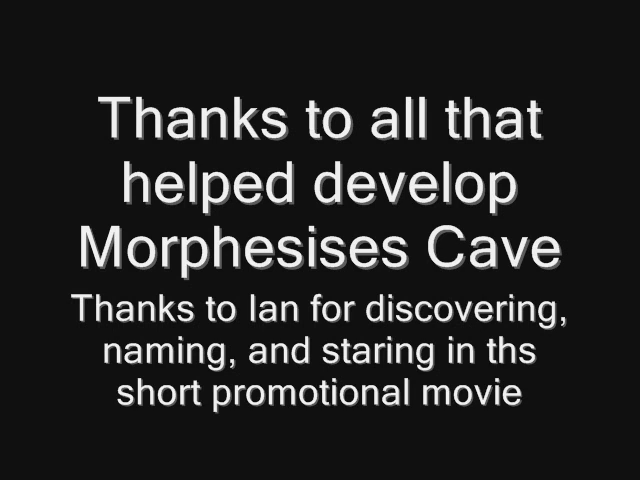 Thanks to all that
helped develop
Morphesises Cave
Thanks to Ian for discovering,
naming, and staring in ths
short promotional movie